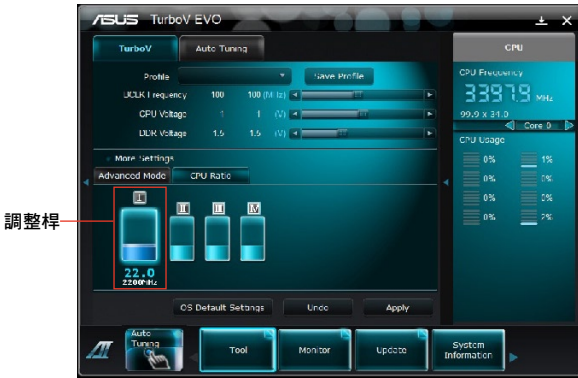 ASUS TurboV EVO
TurboV
Auto Tuning
CPU
Profile
Save Profile
BCLK Frequency 100 100 (MHz)
CPU Voltage 1 1 (V)
DDR Voltage 1.5 1.5 (V)
More Settings
Advanced Mode
CPU Ratio
I
II
III
IV
調整桿
22.0
2200MHz
OS Default Settings
Undo
Apply
CPU Frequency
3397.9 MHz
99.9 x 34.0
Core 0
CPU Usage
0% 1%
0% 0%
0% 0%
0% 2%
Auto
Tuning
Tool
Monitor
Update
System
Information